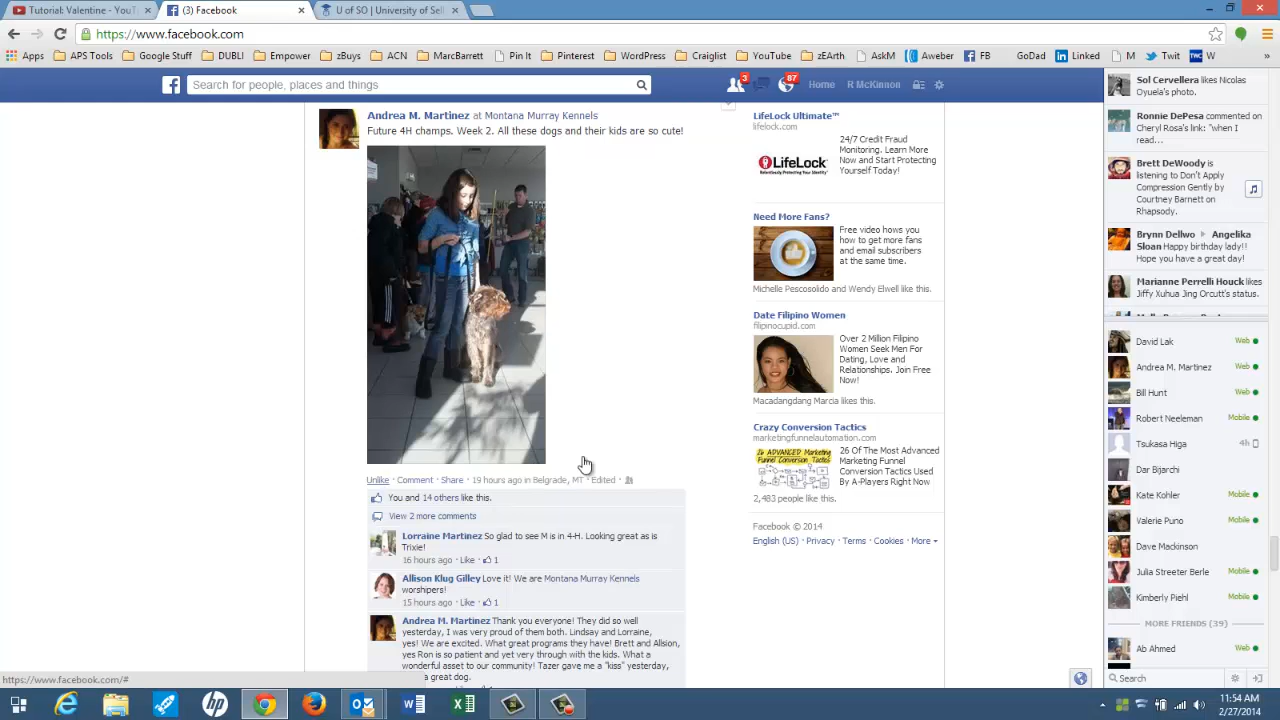 Tutorial: Valentine - YouT
(3) Facebook
U of SO | University of Sell
https://www.facebook.com
Apps
APS Tools
Google Stuff
DUBLI
Empower
zBuys
ACN
MarcBarrett
Pin It
Pinterest
WordPress
Craiglist
YouTube
zArth
AskM
Aweber
FB
GoDad
Linked
M
Twit
W
Search for people, places and things
3
87
Home
R McKinnon
Andrea M. Martinez at Montana Murray Kennels
Future 4H champs. Week 2. All these dogs and their kids are so cute!
Unlike · Comment · Share · 19 hours ago in Belgrade, MT · Edited ·
You and 14 others like this.
View 2 more comments
Lorraine Martinez So glad to see M is in 4-H. Looking great as is
Trixie!
16 hours ago · Like · 1
Allison Klug Gilley Love it! We are Montana Murray Kennels
worshipers!
15 hours ago · Like · 1
Andrea M. Martinez Thank you everyone! They did so well
yesterday, I was very proud of them both. Lindsay and Lorraine,
yes! We are excited. What great programs they have! Brett and Allison,
yes Ron is so patient and yet very through with the kids. What a
wonderful asset to our community! Tazer gave me a "kiss" yesterday,
great dog.
LifeLock Ultimate™
lifelock.com
LifeLock
24/7 Credit Fraud
Monitoring. Learn More
Now and Start Protecting
Yourself Today!
Need More Fans?
Free video hows you
how to get more fans
and email subscribers
at the same time.
Michelle Pescosolido and Wendy Elwell like this.
Date Filipino Women
filipinocupid.com
Over 2 Million Filipino
Women Seek Men For
Dating, Love and
Relationships. Join Free
Now!
Macadangdang Marcia likes this.
Crazy Conversion Tactics
marketingfunnelautomation.com
26 Of The Most Advanced
Marketing Funnel
Conversion Tactics Used
By A-Players Right Now
2,483 people like this.
Facebook © 2014
English (US) · Privacy · Terms · Cookies · More
Sol Cervellera likes Nicolas
Oyuela's photo.
Ronnie DePesa commented on
Cheryl Rosa's link: "when I
read...
Brett DeWoody is
listening to Don't Apply
Compression Gently by
Courtney Barnett on
Rhapsody.
Brynn Dellwo ▸ Angelika
Sloan Happy birthday lady!!
Hope you have a great day!
Marianne Perrelli Houck likes
Jiffy Xuhua Jing Orcutt's status.
David Lak Web
Andrea M. Martinez Web
Bill Hunt Web
Robert Neeleman Mobile
Tsukasa Higa 4h
Dar Bijarchi
Kate Kohler Mobile
Valerie Puno Mobile
Dave Mackinson
Julia Streeter Berle Mobile
Kimberly Piehl Mobile
MORE FRIENDS (39)
Ab Ahmed Web
Search
https://www.facebook.com/#
11:54 AM
2/27/2014